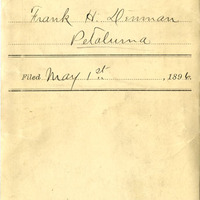 Frank H. Denman
Petaluma
Filed May 1st, 1896.